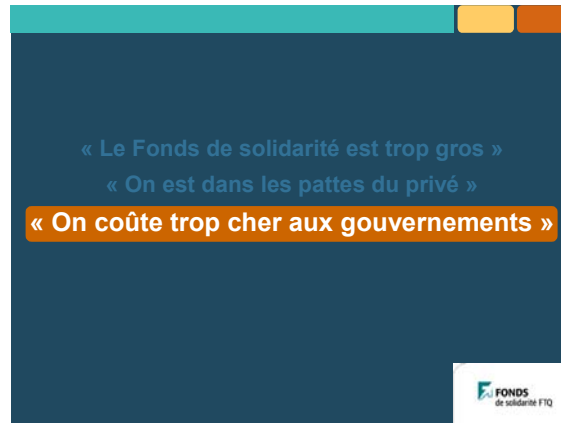 « Le Fonds de solidarité est trop gros »
« On est dans les pattes du privé »
« On coûte trop cher aux gouvernements »
FONDS
de solidarité FTQ